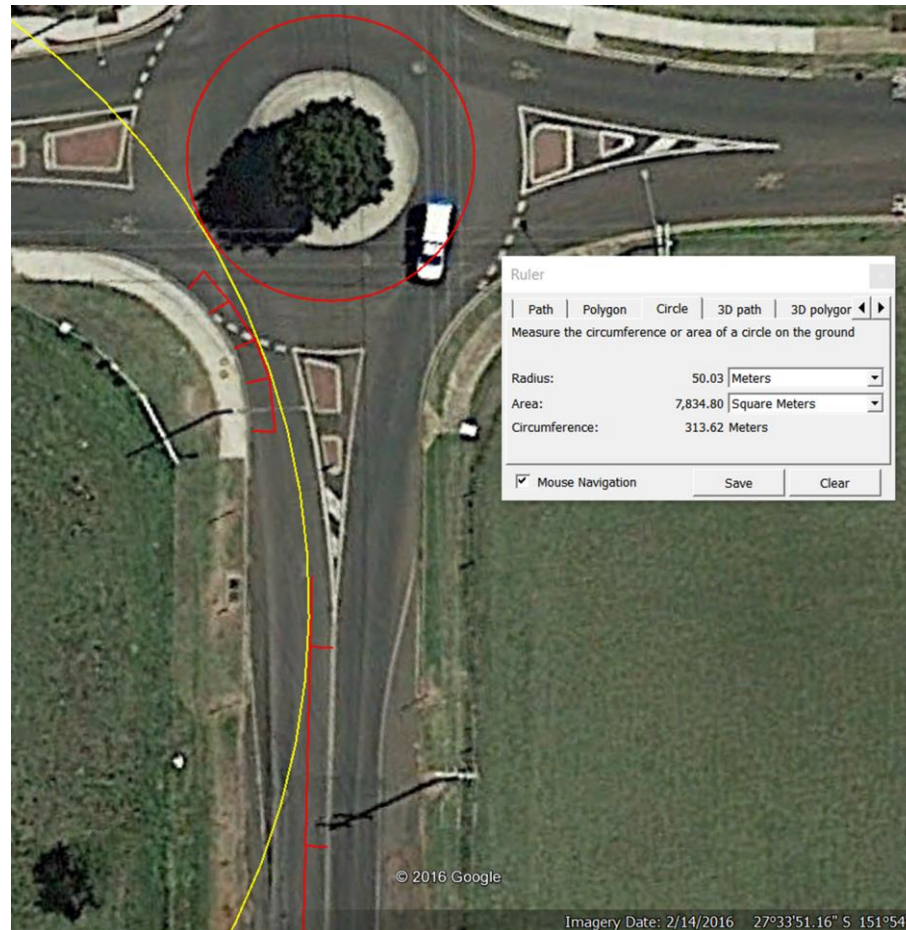 Ruler
Path Polygon Circle 3D path 3D polygor
Measure the circumference or area of a circle on the ground
Radius: 50.03 Meters
Area: 7,834.80 Square Meters
Circumference: 313.62 Meters
Mouse Navigation Save Clear
© 2016 Google
Imagery Date: 2/14/2016 27°33'51.16" S 151°54